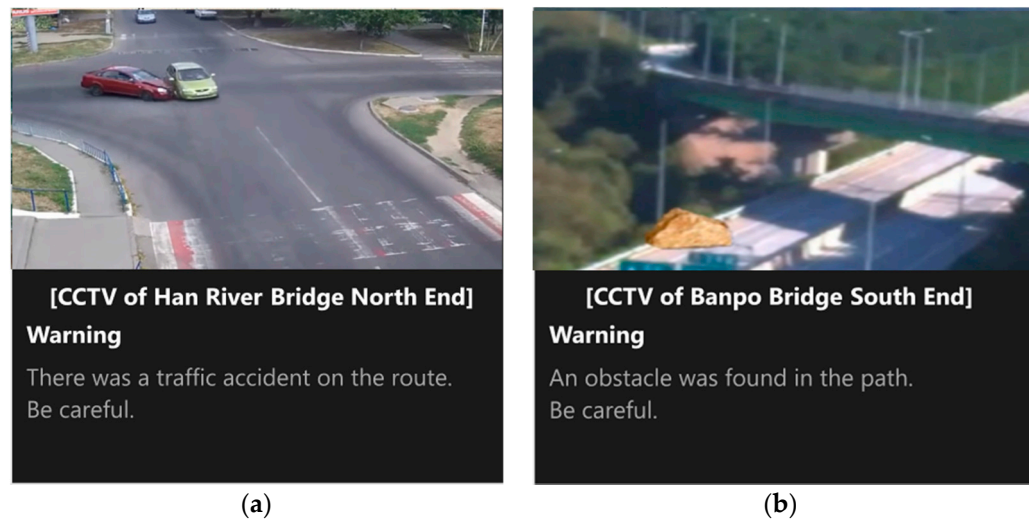 [CCTV of Han River Bridge North End]
Warning
There was a traffic accident on the route.
Be careful.
(a)
[CCTV of Banpo Bridge South End]
Warning
An obstacle was found in the path.
Be careful.
(b)